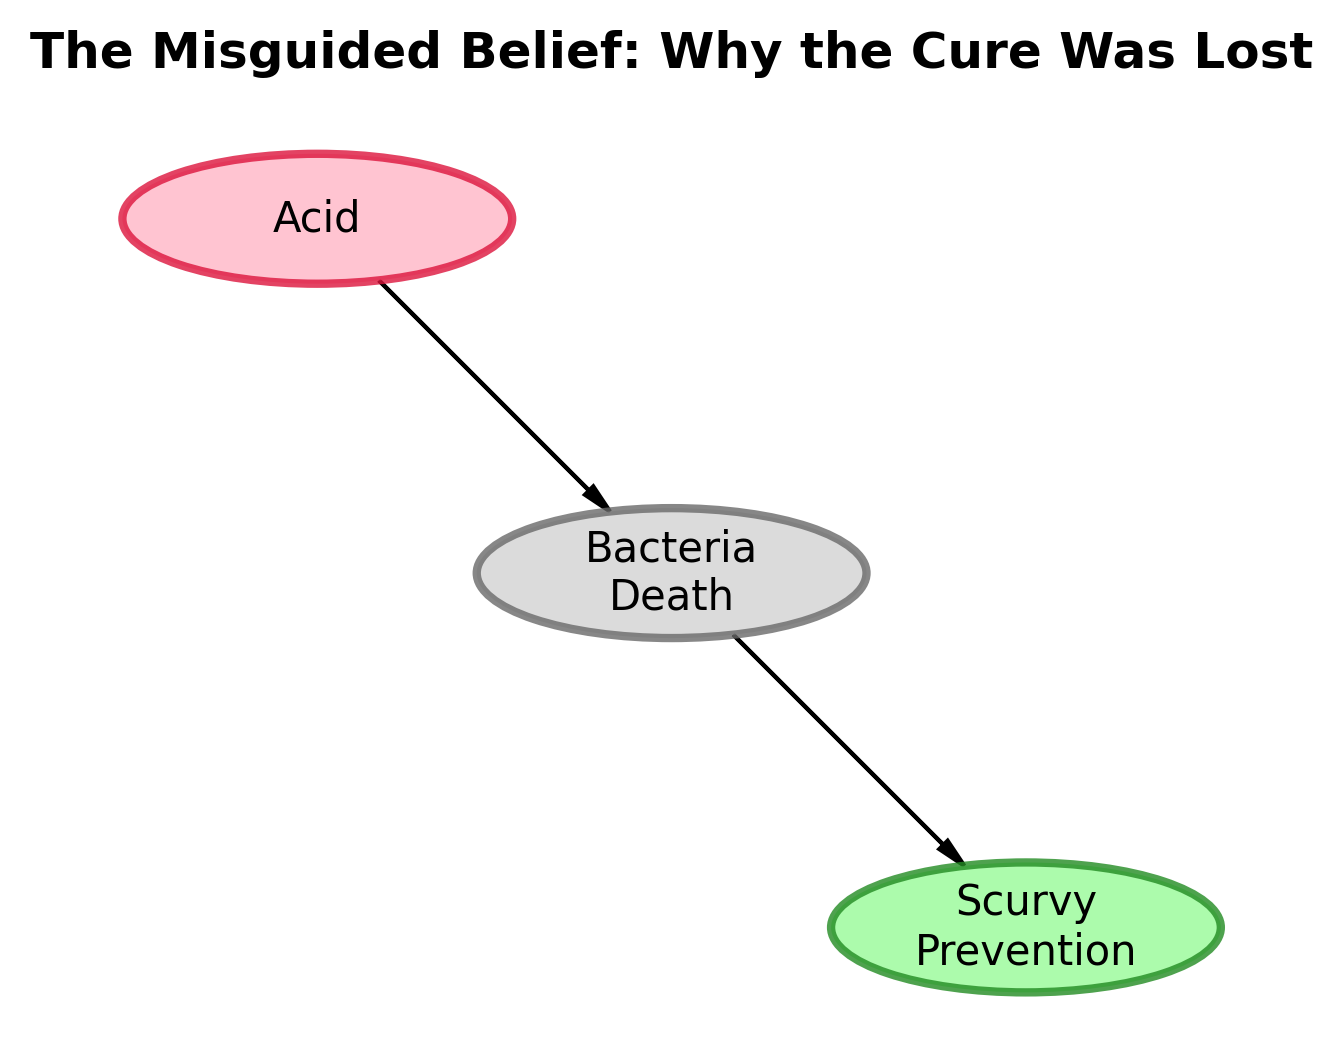 The Misguided Belief: Why the Cure Was Lost
Acid
Bacteria
Death
Scurvy
Prevention